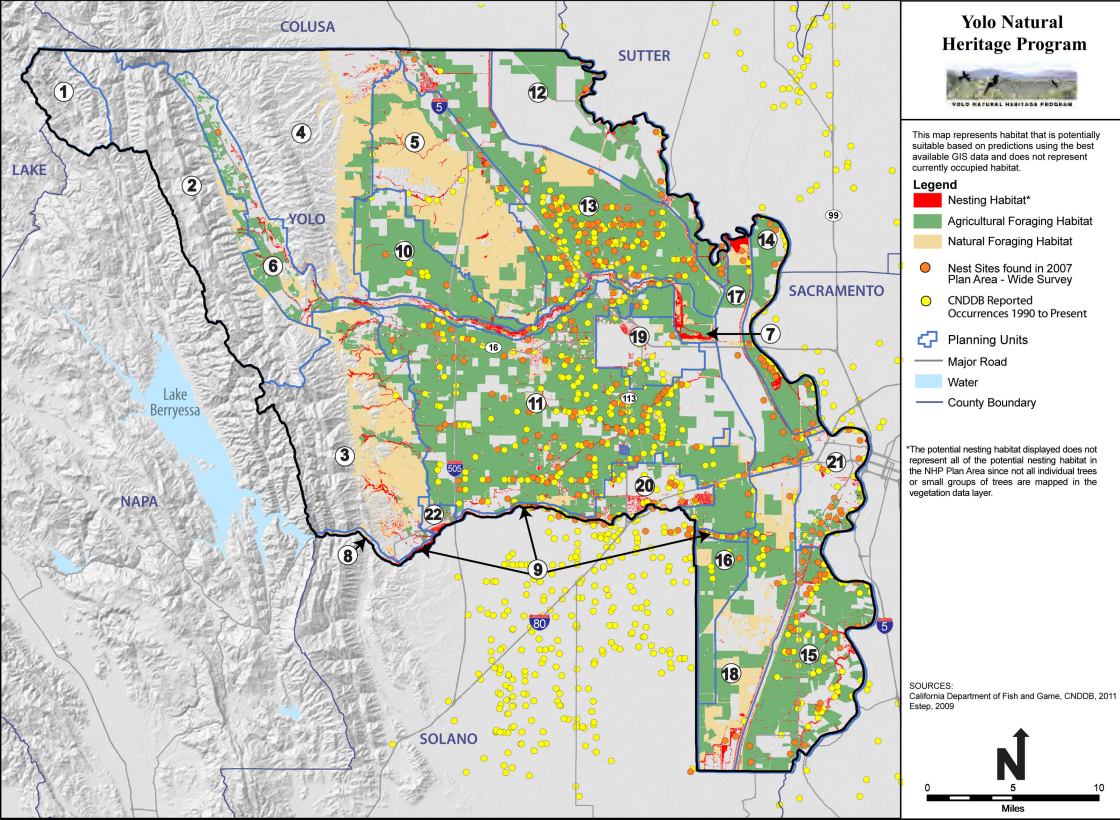 COLUSA
SUTTER
LAKE
YOLO
SACRAMENTO
NAPA
SOLANO
Lake
Berryessa
1
2
3
4
5
6
7
8
9
10
11
12
13
14
15
16
17
18
19
20
21
22
5
99
16
113
505
80
5
Yolo Natural
Heritage Program
YOLO NATURAL HERITAGE PROGRAM
This map represents habitat that is potentially
suitable based on predictions using the best
available GIS data and does not represent
currently occupied habitat.
Legend
Nesting Habitat*
Agricultural Foraging Habitat
Natural Foraging Habitat
Nest Sites found in 2007
Plan Area - Wide Survey
CNDDB Reported
Occurrences 1990 to Present
Planning Units
Major Road
Water
County Boundary
*The potential nesting habitat displayed does not
represent all of the potential nesting habitat in
the NHP Plan Area since not all individual trees
or small groups of trees are mapped in the
vegetation data layer.
SOURCES:
California Department of Fish and Game, CNDDB, 2011
Estep, 2009
N
0 5 10
Miles